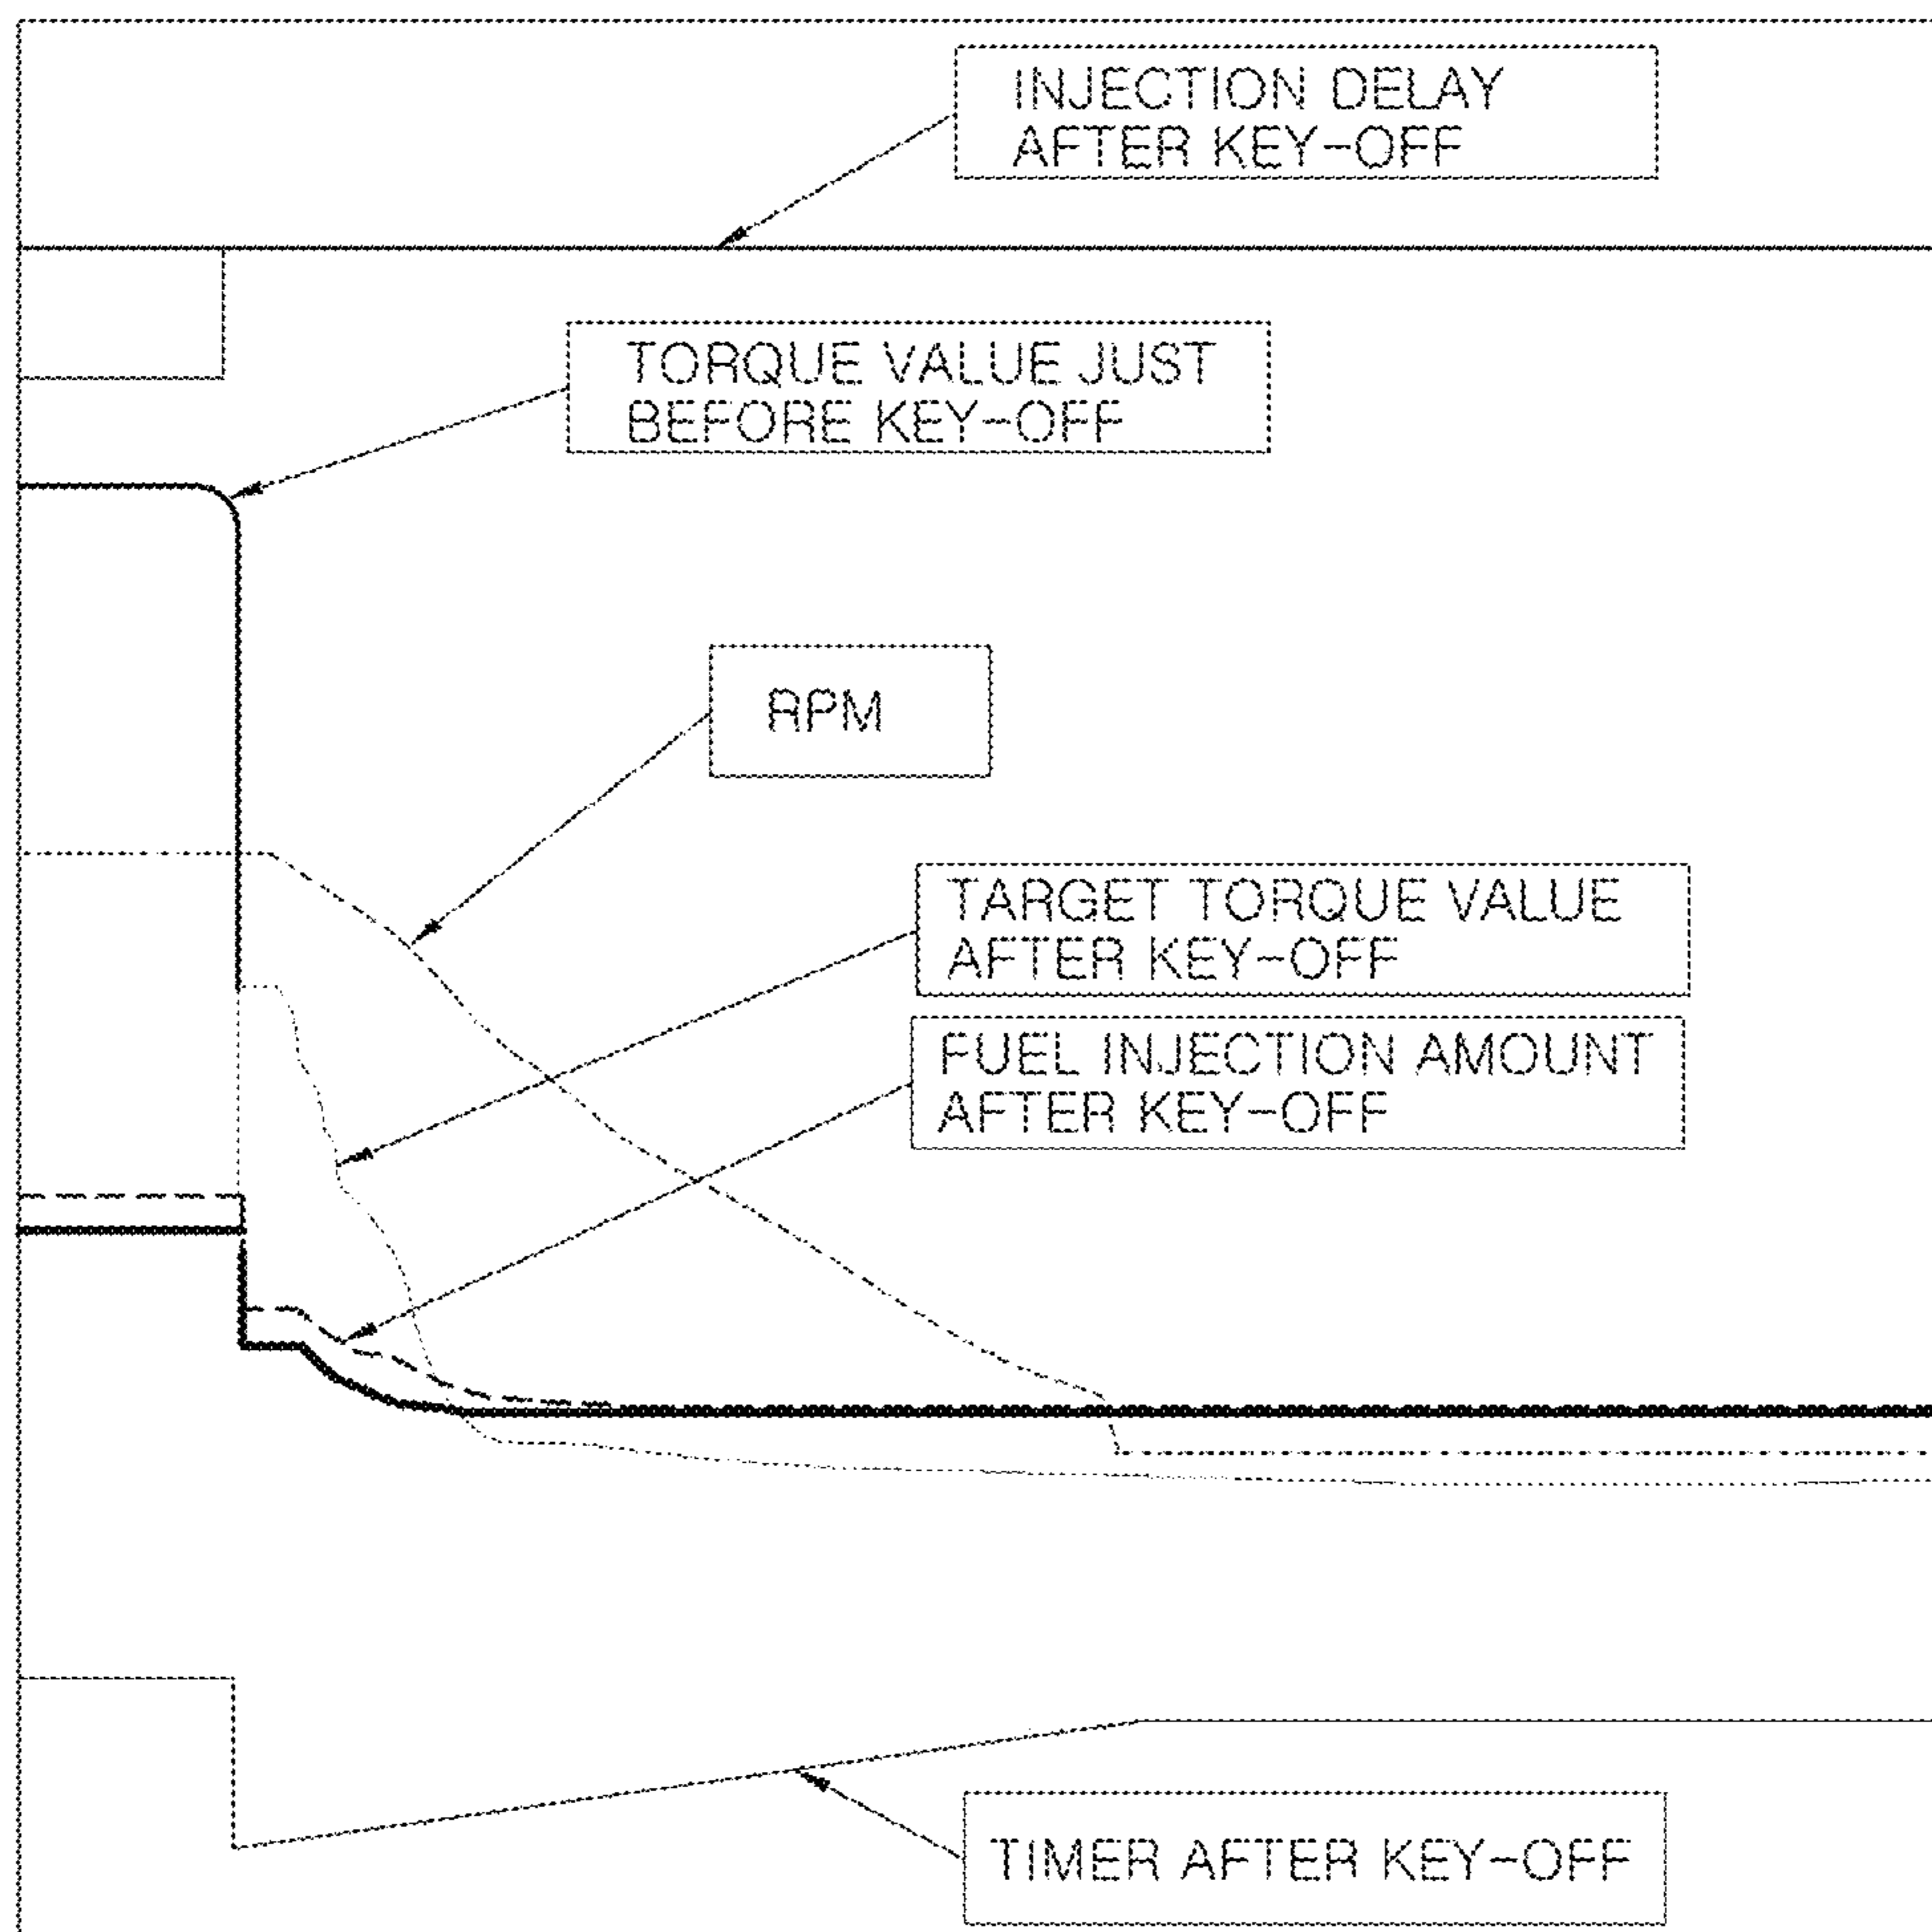 INJECTION DELAY
AFTER KEY-OFF
TORQUE VALUE JUST
BEFORE KEY-OFF
RPM
TARGET TORQUE VALUE
AFTER KEY-OFF
FUEL INJECTION AMOUNT
AFTER KEY-OFF
TIMER AFTER KEY-OFF